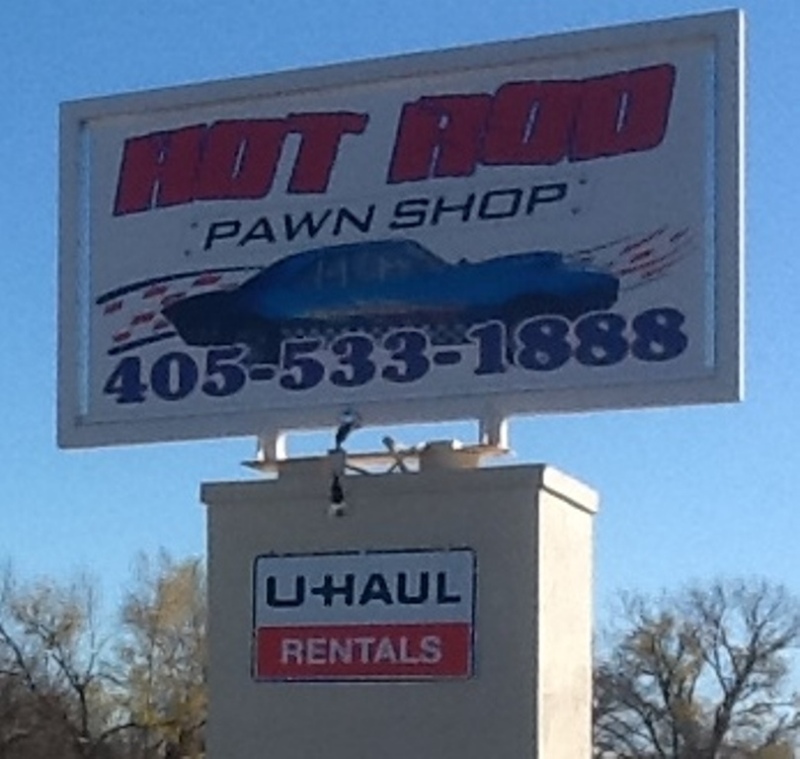 HOT ROD
PAWN SHOP
405-533-1888
U-HAUL
RENTALS